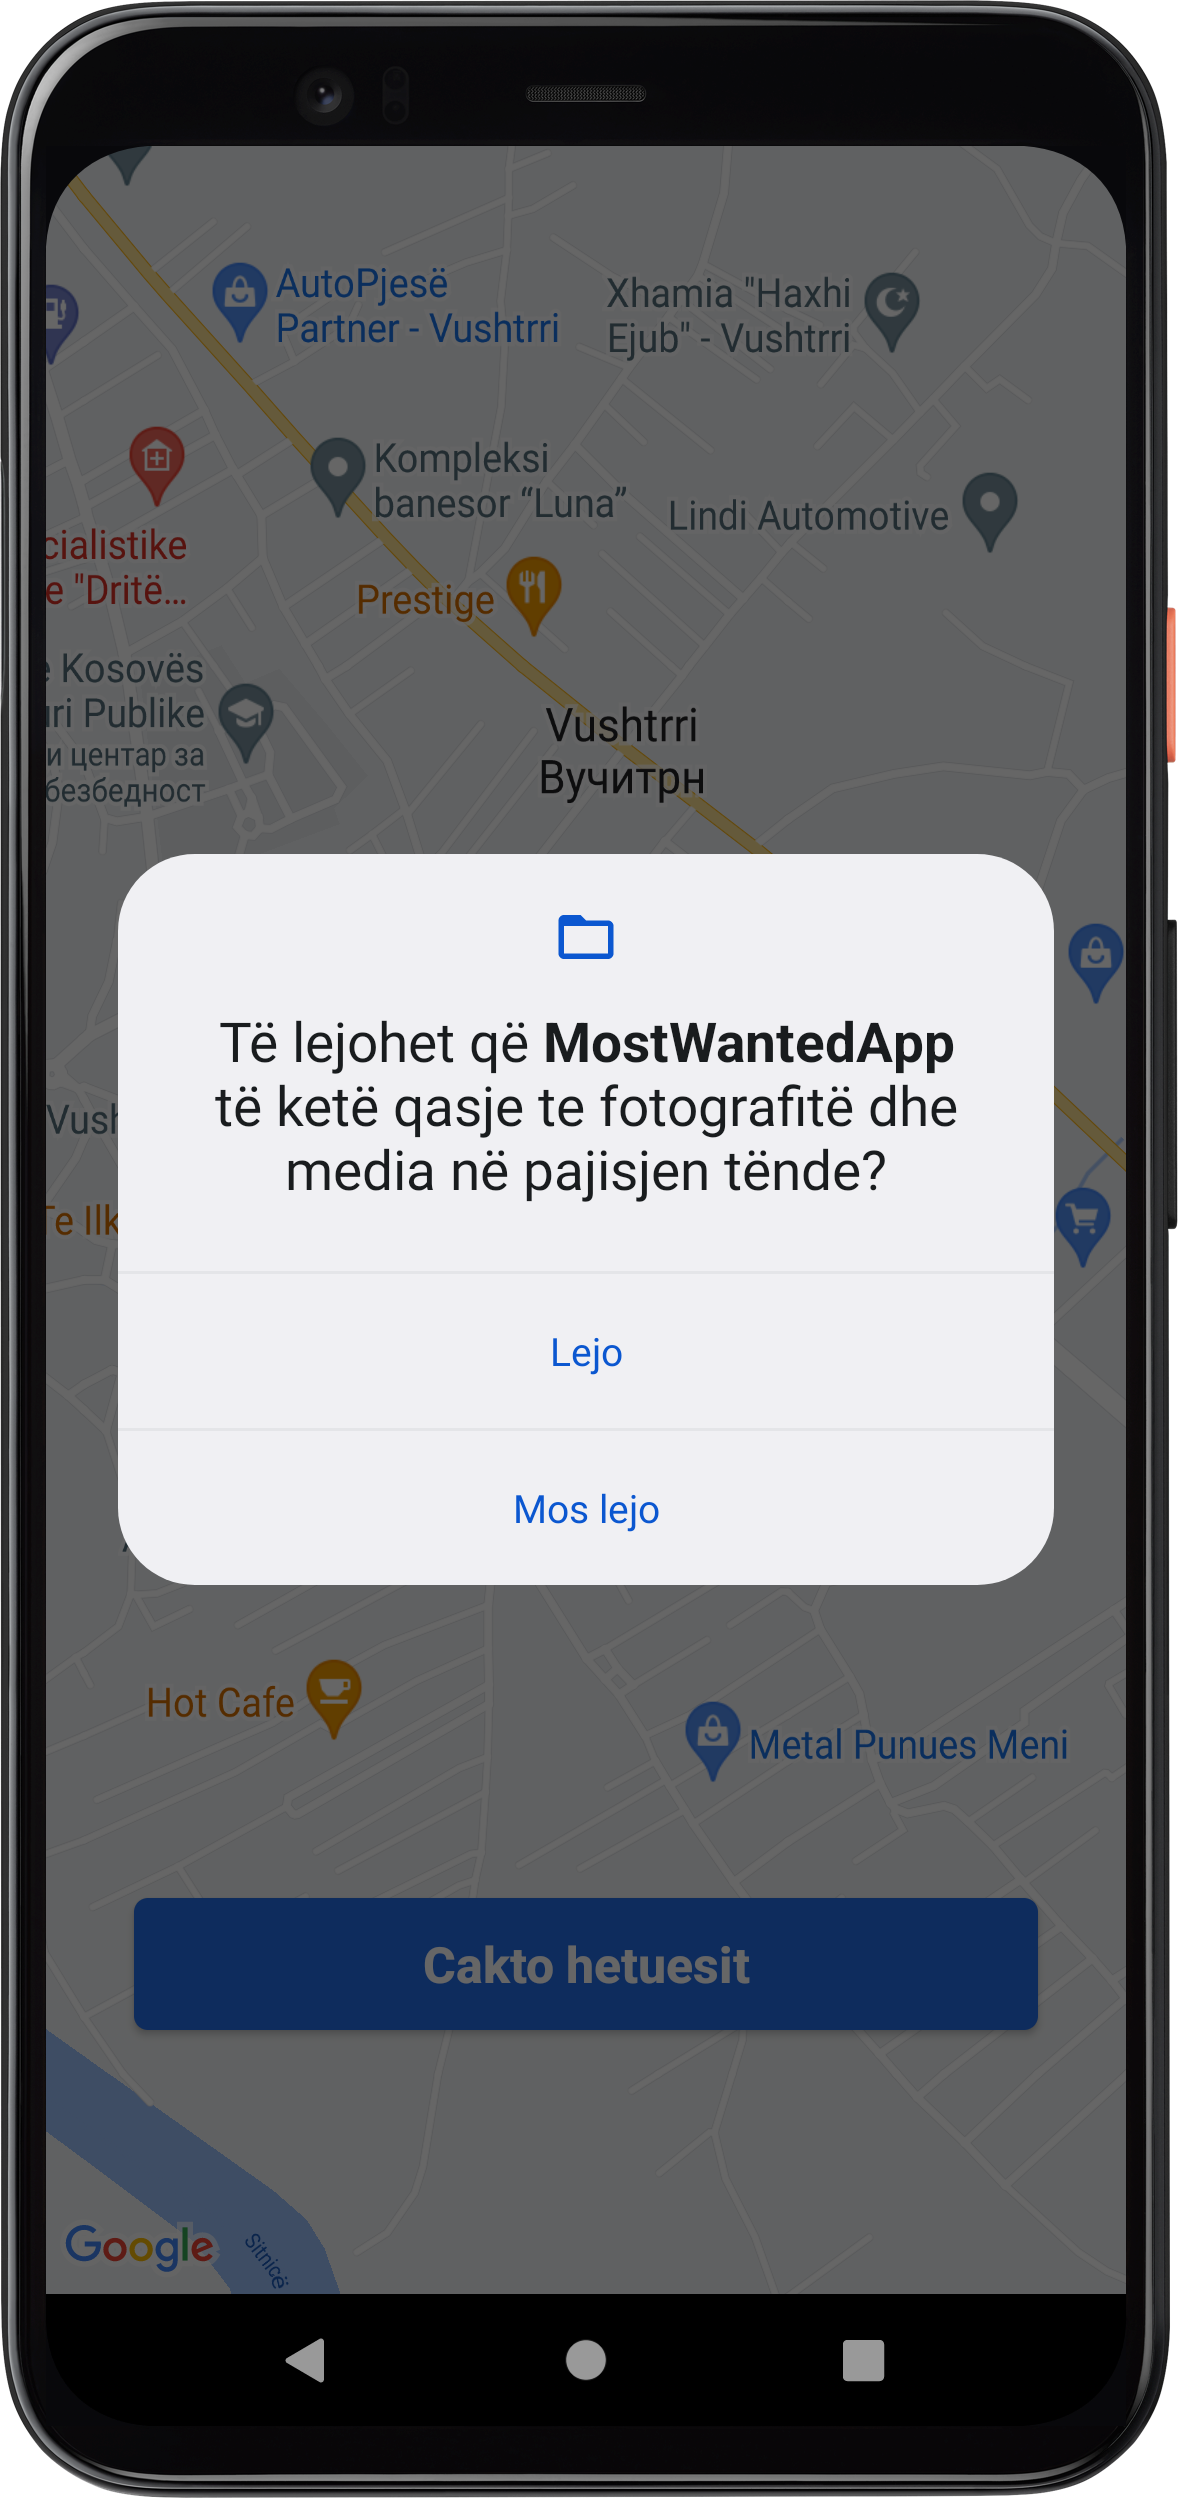 AutoPjesë
Partner - Vushtrri
Xhamia "Haxhi
Ejub" - Vushtrri
Kompleksi
banesor “Luna”
Lindi Automotive
cialistike
e "Dritë...
Prestige
e Kosovës
ıri Publike
и центар за
безбедност
Vushtrri
Вучитрн
Të lejohet që MostWantedApp
të ketë qasje te fotografitë dhe
media në pajisjen tënde?
Vush
Te Ilk
Lejo
Mos lejo
Hot Cafe
Metal Punues Meni
Cakto hetuesit
Google
Sitnicë